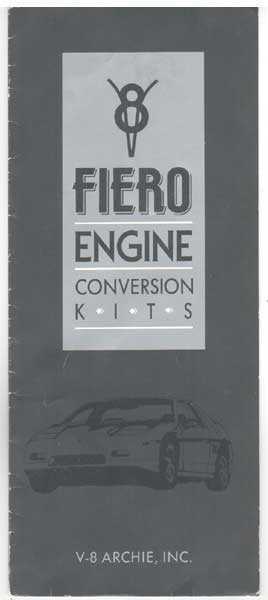 V8
FIERO
ENGINE
CONVERSION
K·I·T·S
V-8 ARCHIE, INC.